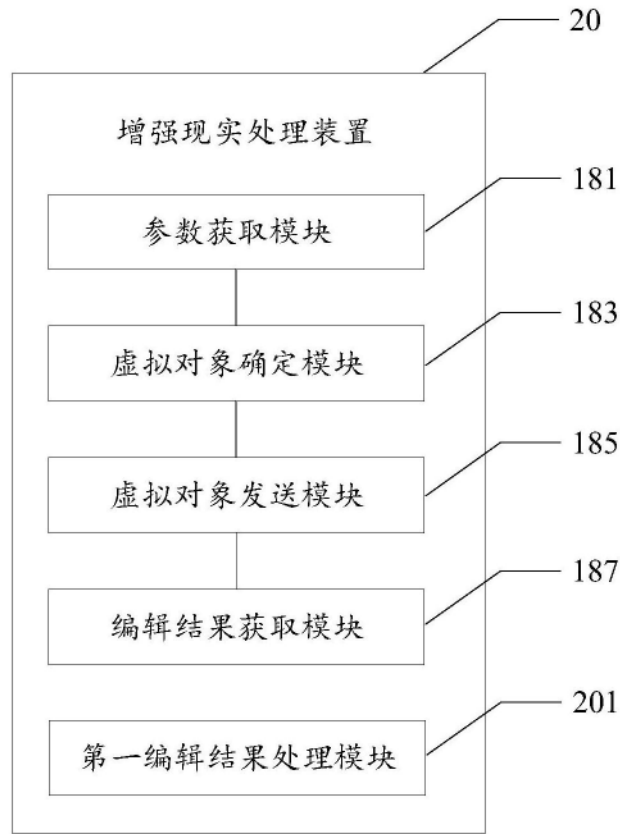 20
增强现实处理装置
181
参数获取模块
183
虚拟对象确定模块
185
虚拟对象发送模块
187
编辑结果获取模块
201
第一编辑结果处理模块